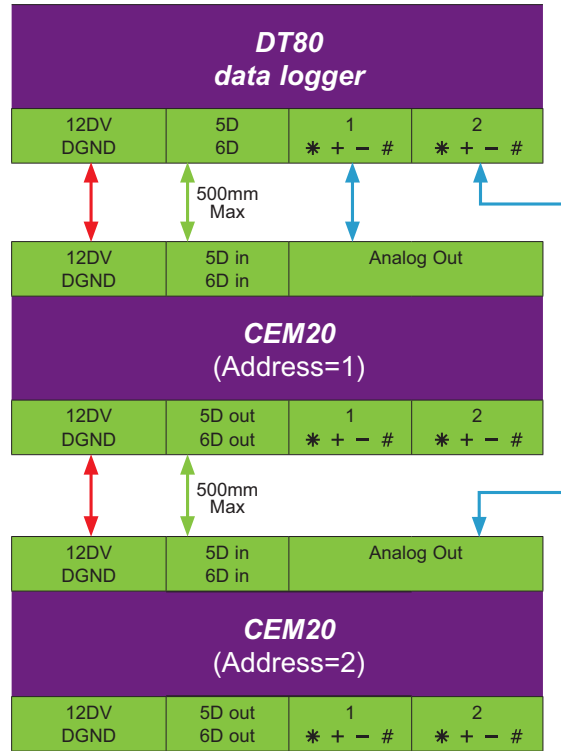 DT80
data logger
12DV 5D 1 2
DGND 6D * + − # * + − #
500mm
Max
12DV 5D in Analog Out
DGND 6D in
CEM20
(Address=1)
12DV 5D out 1 2
DGND 6D out * + − # * + − #
500mm
Max
12DV 5D in Analog Out
DGND 6D in
CEM20
(Address=2)
12DV 5D out 1 2
DGND 6D out * + − # * + − #